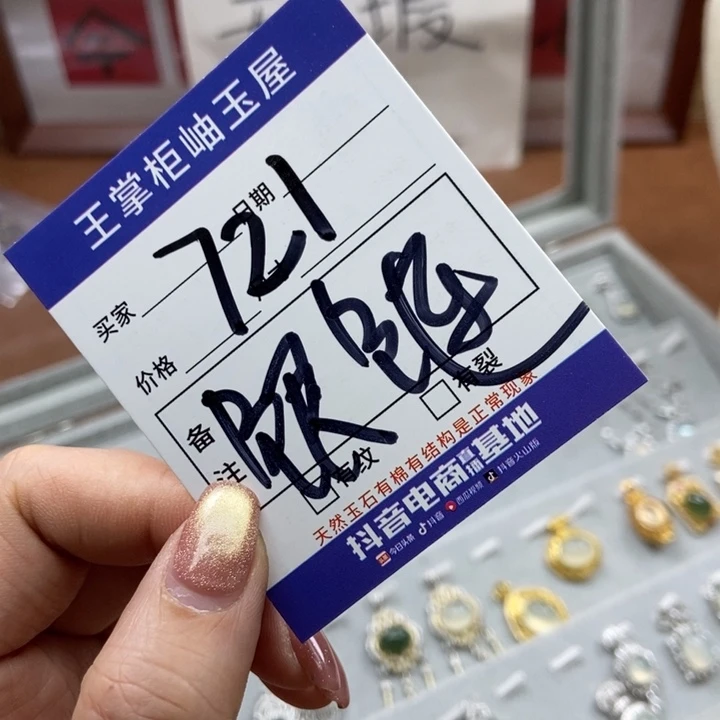 王掌柜岫玉屋
日期
721
买家
价格
备注
有纹
有裂
天然玉石有棉有结构是正常现象
抖音电商直播基地
今日头条 抖音 西瓜视频 抖音火山版